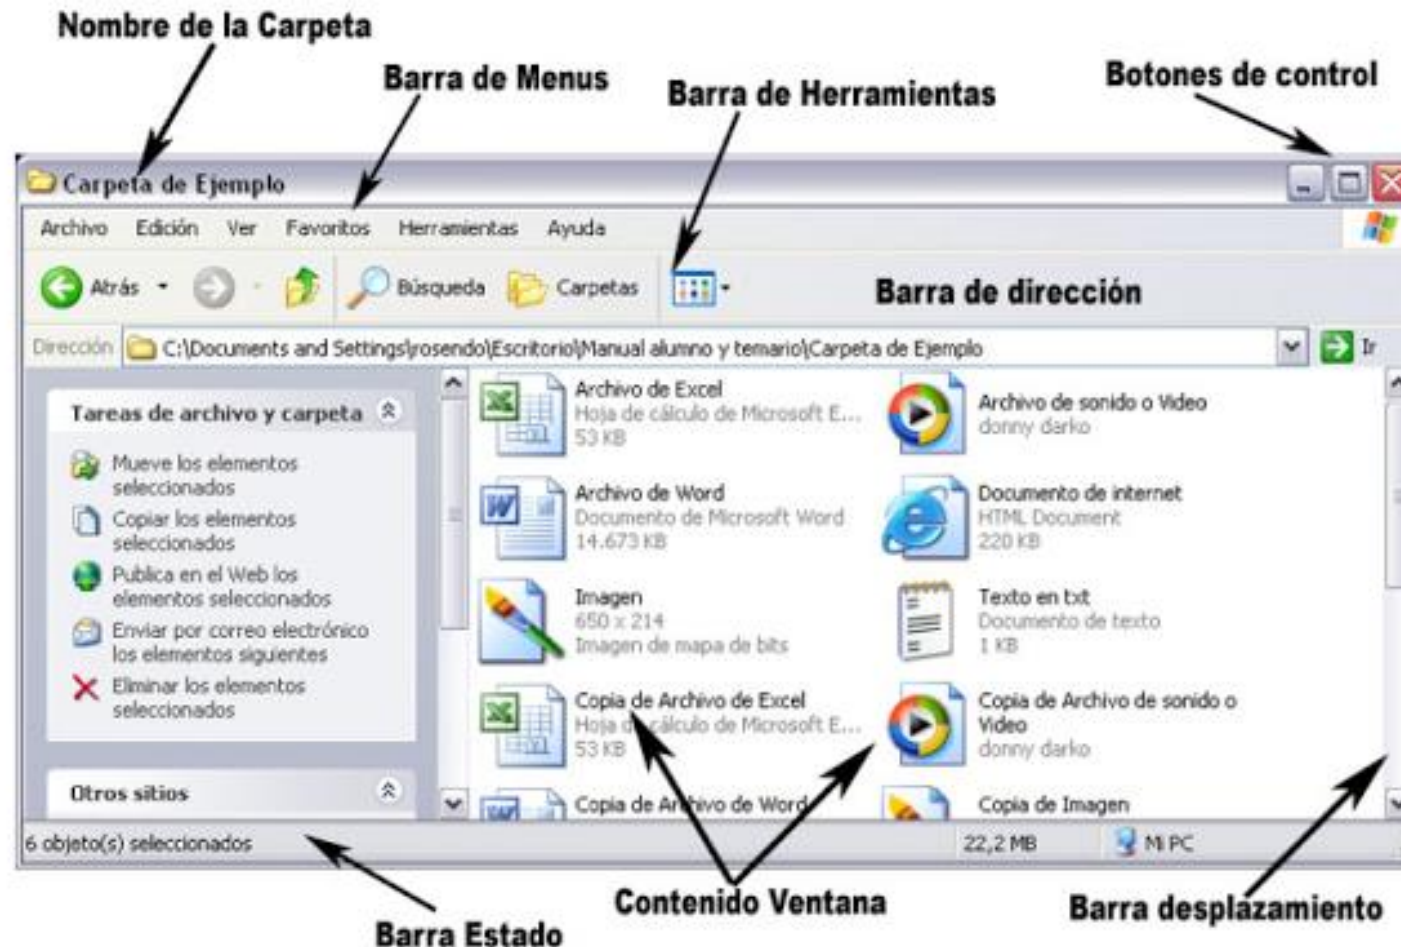 Nombre de la Carpeta
Barra de Menus
Barra de Herramientas
Botones de control
Carpeta de Ejemplo
Archivo Edición Ver Favoritos Herramientas Ayuda
Atrás Búsqueda Carpetas
Barra de dirección
Dirección C:\Documents and Settings\rosendo\Escritorio\Manual alumno y temario\Carpeta de Ejemplo Ir
Tareas de archivo y carpeta
Mueve los elementos
seleccionados
Copiar los elementos
seleccionados
Publica en el Web los
elementos seleccionados
Enviar por correo electrónico
los elementos siguientes
Eliminar los elementos
seleccionados
Otros sitios
Archivo de Excel
Hoja de cálculo de Microsoft E...
53 KB
Archivo de sonido o Video
donny darko
Archivo de Word
Documento de Microsoft Word
14.673 KB
Documento de internet
HTML Document
220 KB
Imagen
650 x 214
Imagen de mapa de bits
Texto en txt
Documento de texto
1 KB
Copia de Archivo de Excel
Hoja de cálculo de Microsoft E...
53 KB
Copia de Archivo de sonido o
Video
donny darko
Copia de Archivo de Word
Copia de Imagen
6 objeto(s) seleccionados 22,2 MB Mi PC
Contenido Ventana
Barra desplazamiento
Barra Estado